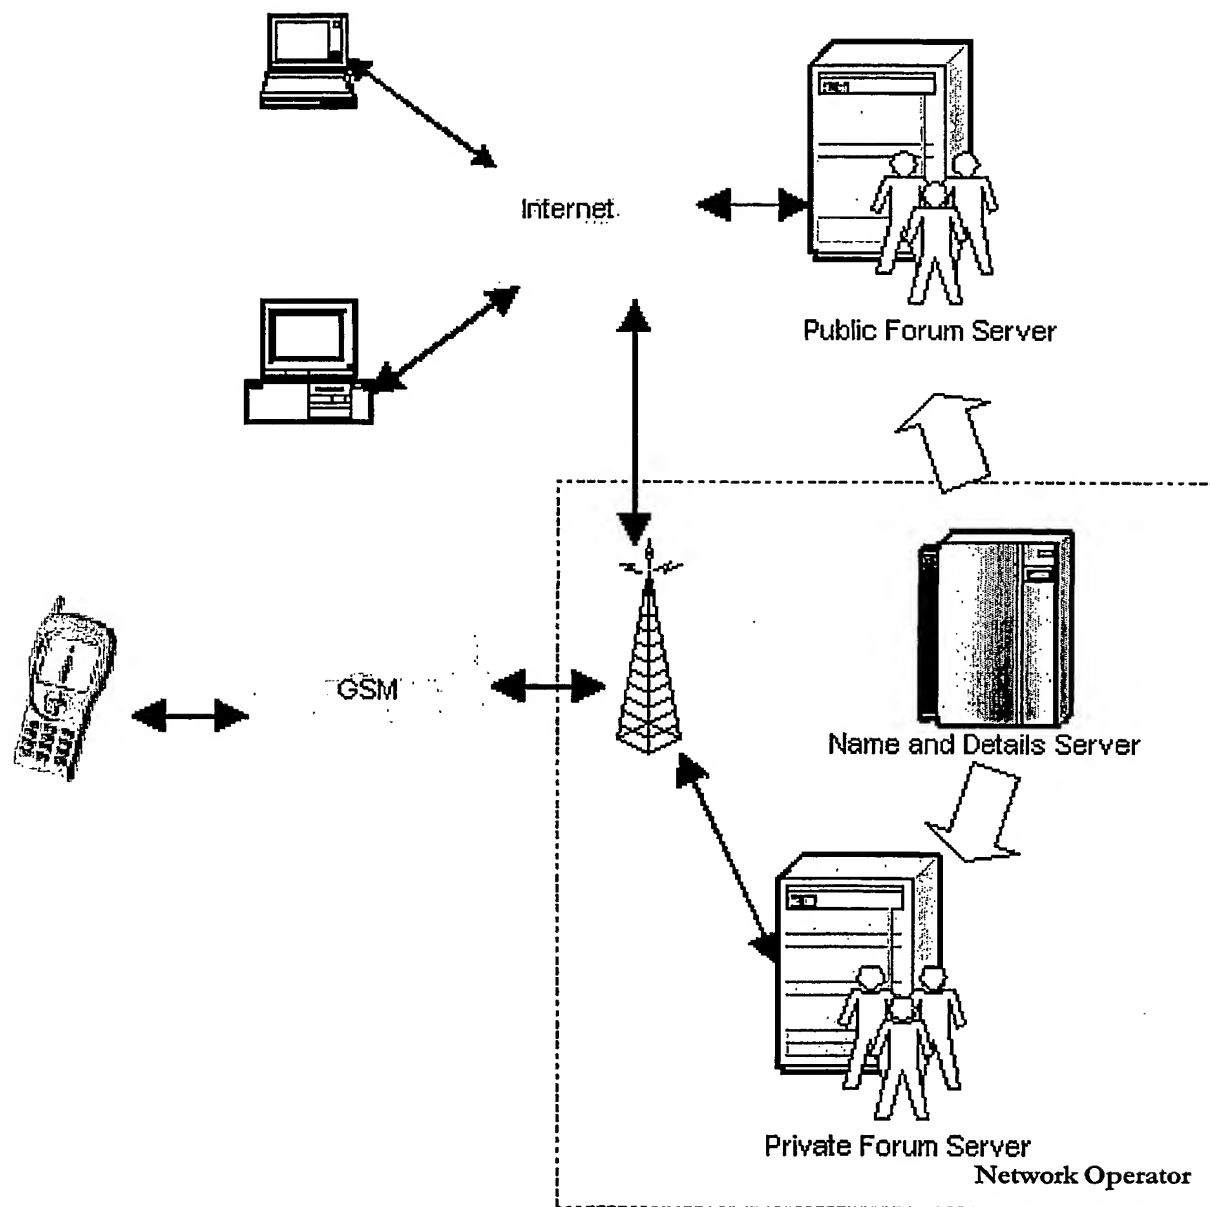 Internet
Public Forum Server
GSM
Name and Details Server
Private Forum Server
Network Operator